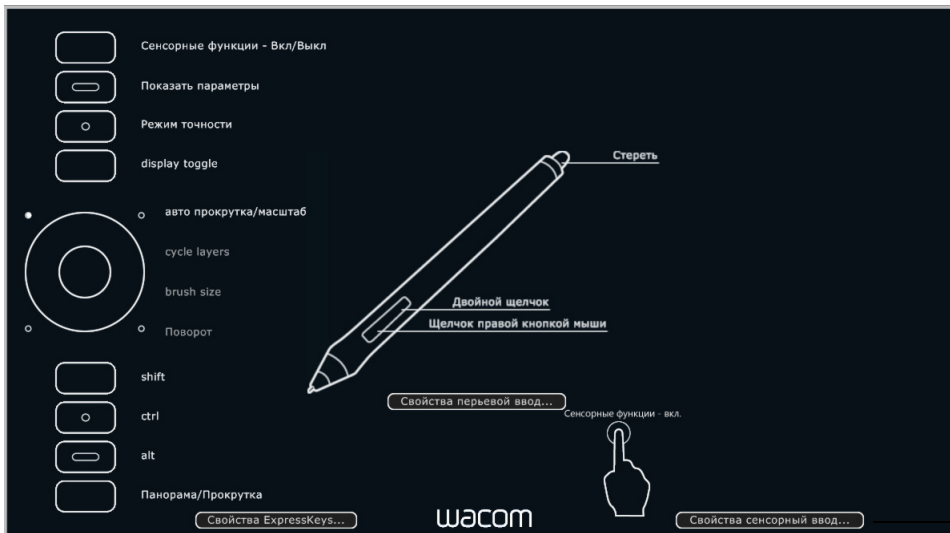 Сенсорные функции - Вкл/Выкл
Показать параметры
Режим точности
display toggle
Стереть
авто прокрутка/масштаб
cycle layers
brush size
Поворот
Двойной щелчок
Щелчок правой кнопкой мыши
shift
ctrl
alt
Панорама/Прокрутка
Свойства перьевой ввод...
Сенсорные функции - вкл.
Свойства ExpressKeys...
wacom
Свойства сенсорный ввод...